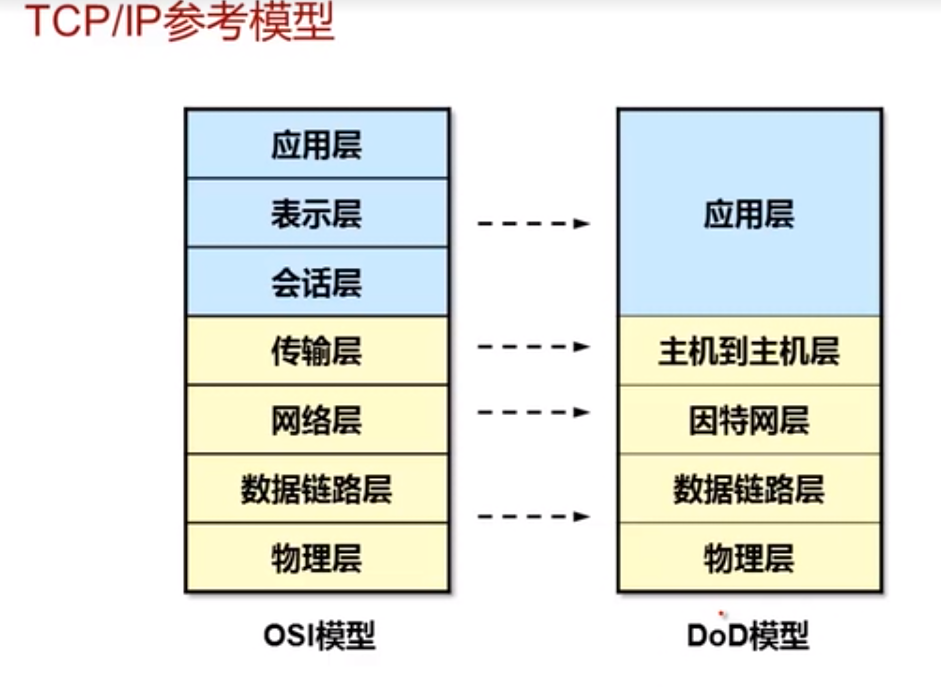 TCP/IP参考模型
应用层
表示层
会话层
传输层
网络层
数据链路层
物理层
OSI模型
应用层
主机到主机层
因特网层
数据链路层
物理层
DoD模型